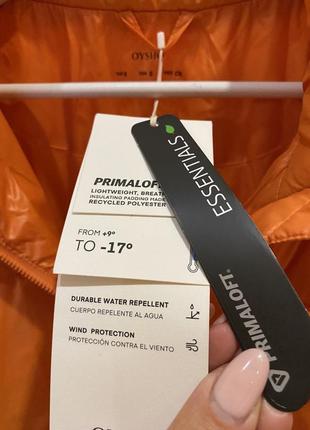 OYSHO
PRIMALOFT
LIGHTWEIGHT, BREATH
INSULATING PADDING MADE
RECYCLED POLYESTER
FROM +9°
TO -17°
DURABLE WATER REPELLENT
CUERPO REPELENTE AL AGUA
WIND PROTECTION
PROTECCIÓN CONTRA EL VIENTO
ESSENTIALS
PRIMALOFT.